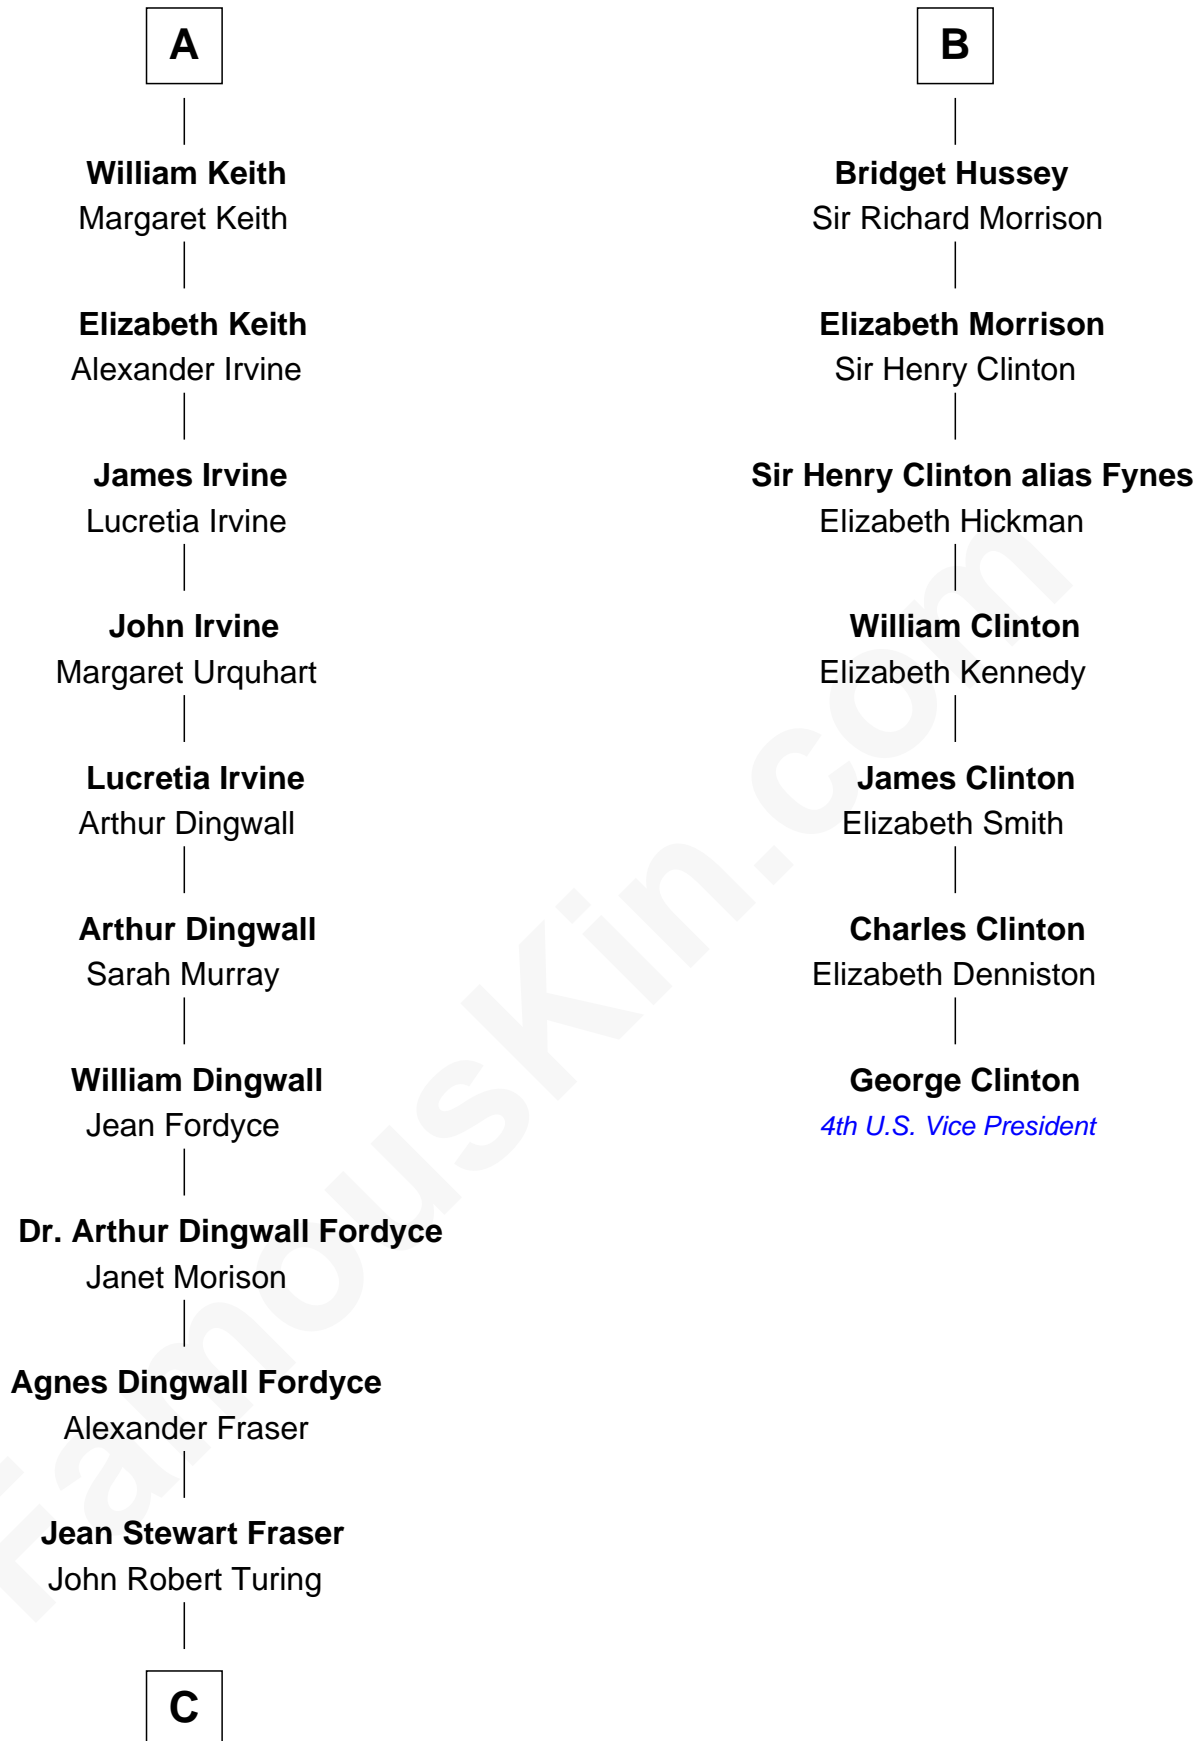 A
William Keith
Margaret Keith
Elizabeth Keith
Alexander Irvine
James Irvine
Lucretia Irvine
John Irvine
Margaret Urquhart
Lucretia Irvine
Arthur Dingwall
Arthur Dingwall
Sarah Murray
William Dingwall
Jean Fordyce
Dr. Arthur Dingwall Fordyce
Janet Morison
Agnes Dingwall Fordyce
Alexander Fraser
Jean Stewart Fraser
John Robert Turing
C
B
Bridget Hussey
Sir Richard Morrison
Elizabeth Morrison
Sir Henry Clinton
Sir Henry Clinton alias Fynes
Elizabeth Hickman
William Clinton
Elizabeth Kennedy
James Clinton
Elizabeth Smith
Charles Clinton
Elizabeth Denniston
George Clinton
4th U.S. Vice President
FamousKin.com